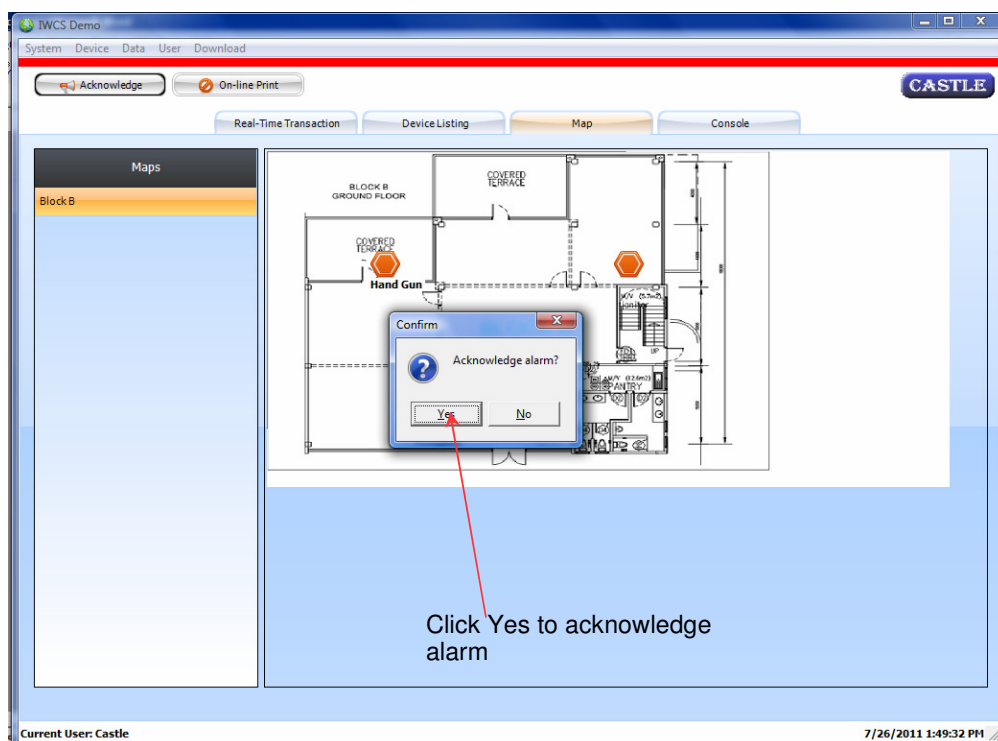 IWCS Demo
System Device Data User Download
Acknowledge On-line Print
CASTLE
Real-Time Transaction Device Listing Map Console
Maps
Block B
BLOCK B
GROUND FLOOR
COVERED
TERRACE
COVERED
TERRACE
Hand Gun
UP
PANTRY
Confirm
Acknowledge alarm?
Yes No
Click Yes to acknowledge
alarm
Current User: Castle 7/26/2011 1:49:32 PM